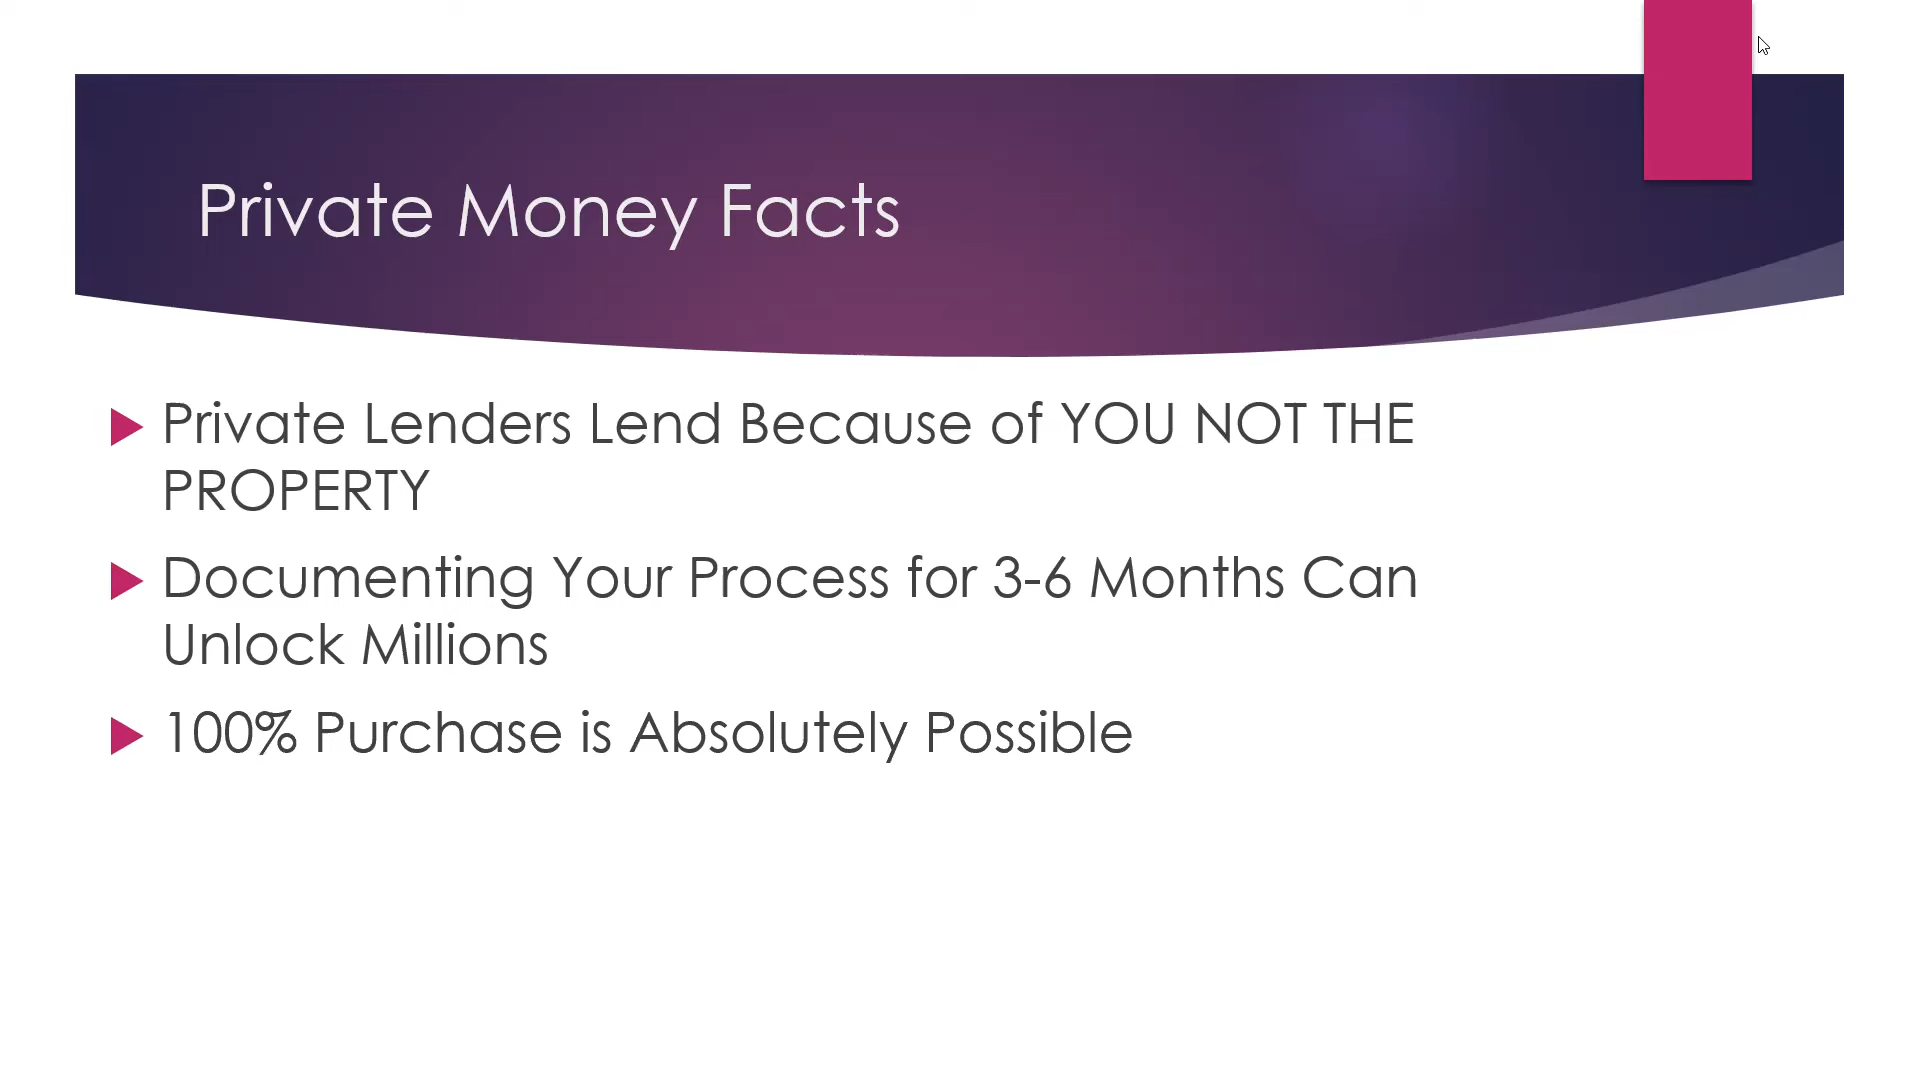 Private Money Facts
Private Lenders Lend Because of YOU NOT THE
PROPERTY
Documenting Your Process for 3-6 Months Can
Unlock Millions
100% Purchase is Absolutely Possible